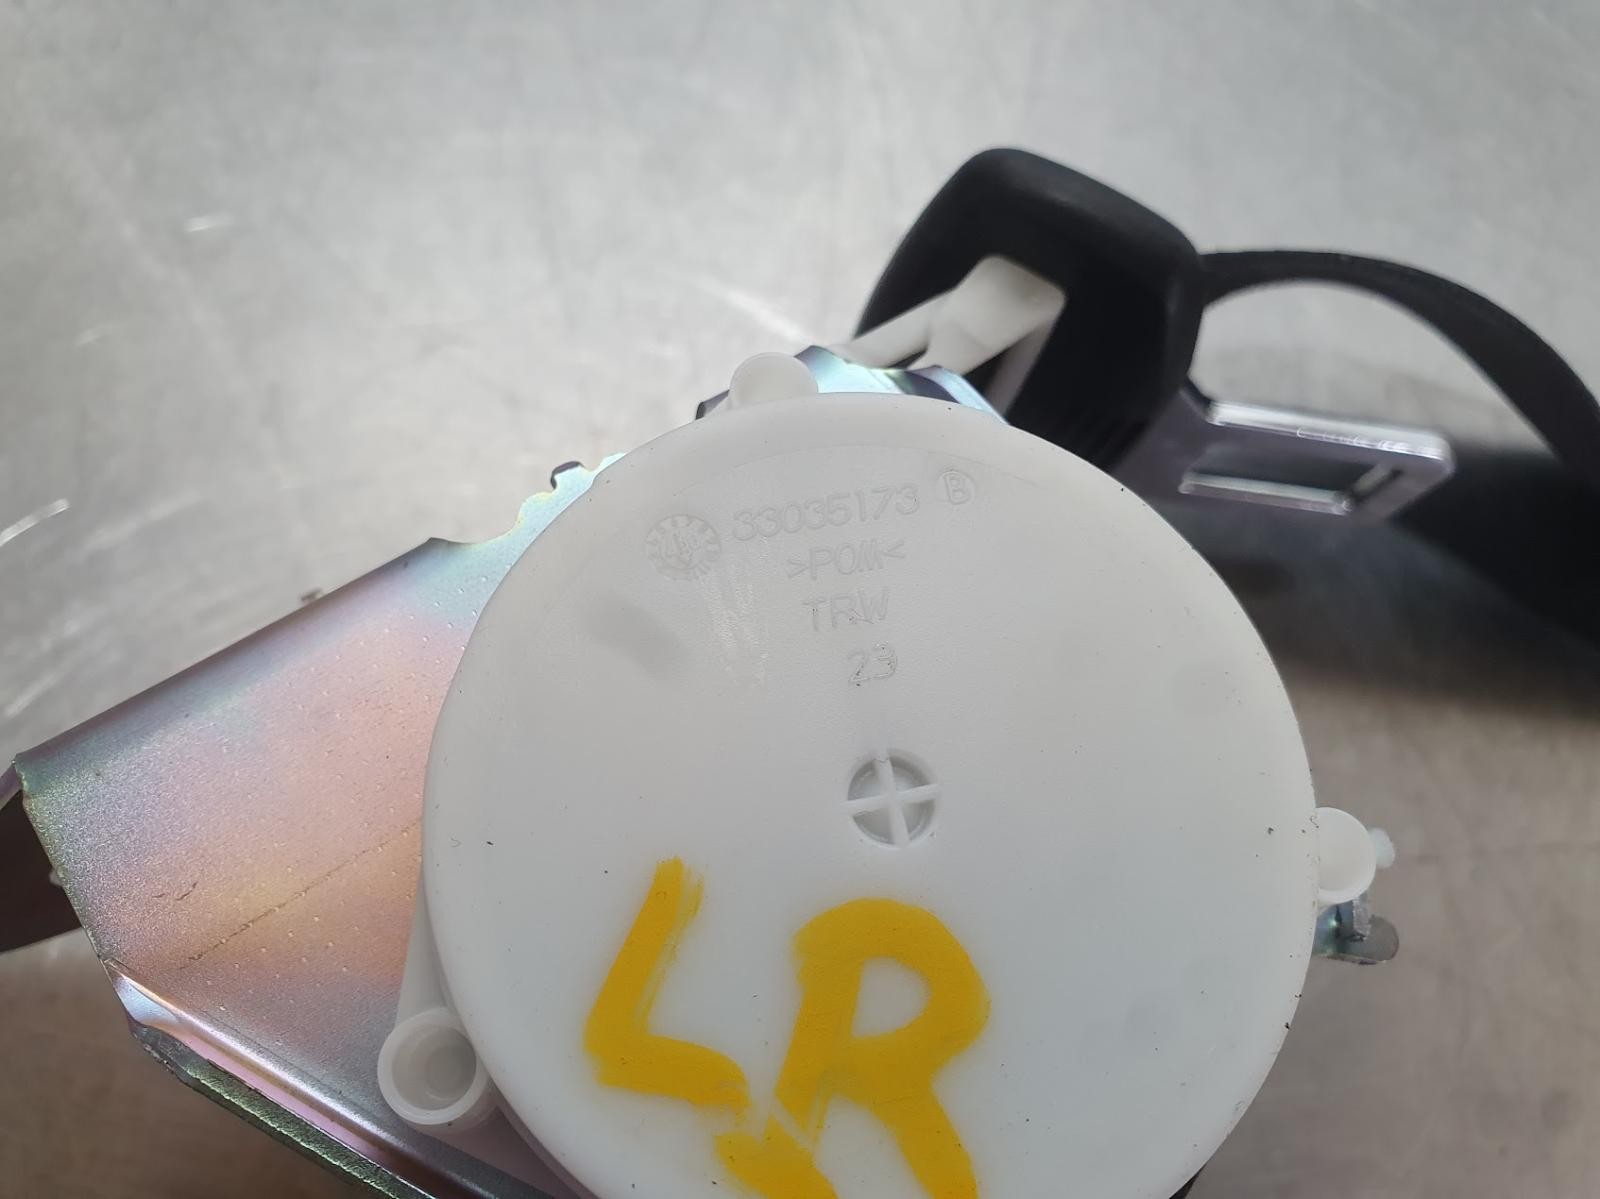 33035173 B
>POM<
TRW
23
LR